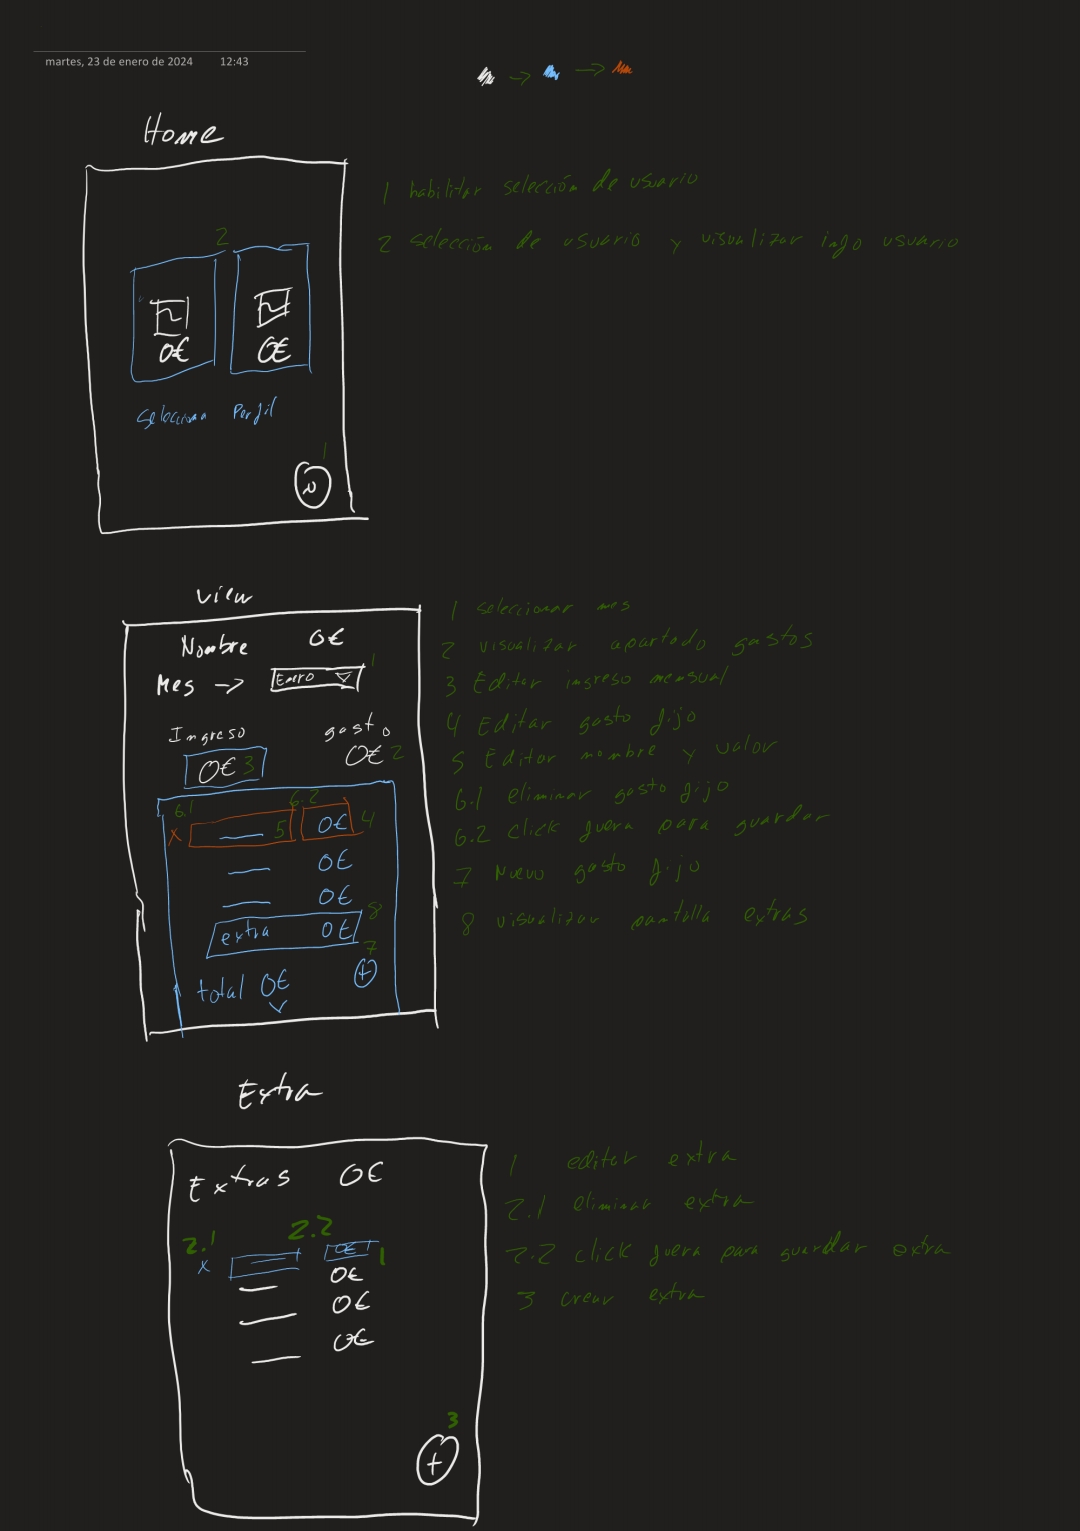 martes, 23 de enero de 2024 12:43
Home
1 habilitar selección de usuario
2 selección de usuario y visualizar info usuario
2
0€ 0€
Selecciona Perfil
1
View
Nombre 0€
Mes -> Enero 1
Ingreso gasto
0€ 3 0€ 2
6.1 6.2
x 5 0€ 4
0€
0€
8
extra 0€
7
total 0€ +
1 seleccionar mes
2 visualizar apartado gastos
3 Editar ingreso mensual
4 Editar gasto fijo
5 Editar nombre y valor
6.1 eliminar gasto fijo
6.2 click fuera para guardar
7 Nuevo gasto fijo
8 visualizar pantalla extras
Extra
Extras 0€
2.1 2.2
x 0€ 1
0€
0€
0€
3
+
1 editar extra
2.1 eliminar extra
2.2 click fuera para guardar extra
3 crear extra